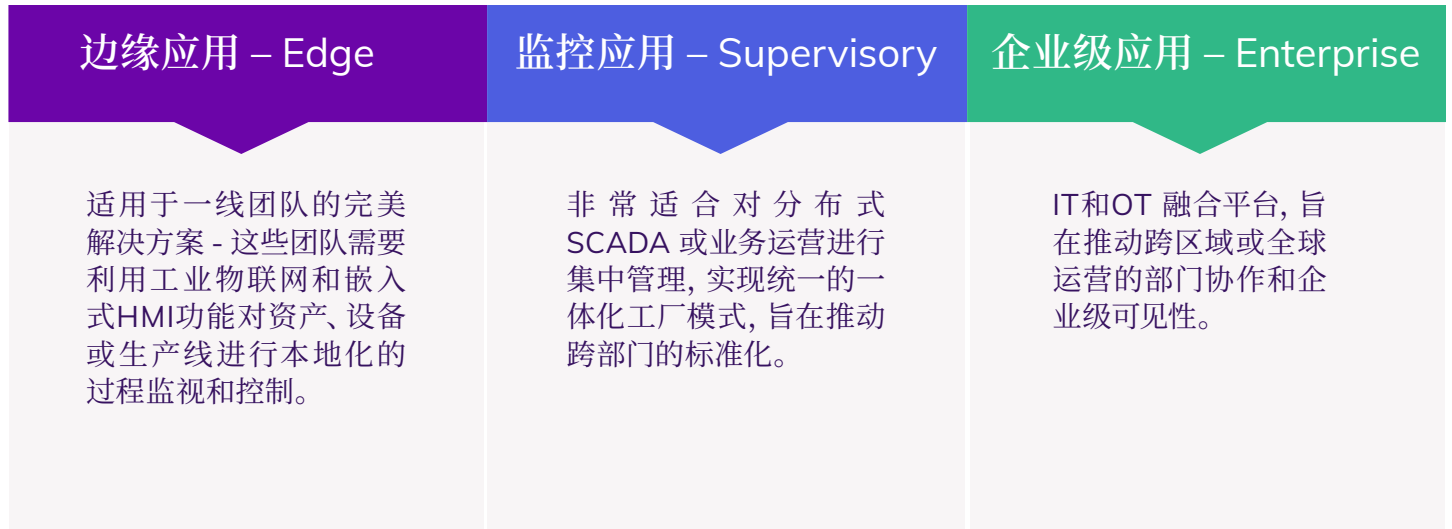 边缘应用 – Edge
适用于一线团队的完美
解决方案 - 这些团队需要
利用工业物联网和嵌入
式HMI功能对资产、设备
或生产线进行本地化的
过程监视和控制。
监控应用 – Supervisory
非常适合对分布式
SCADA 或业务运营进行
集中管理, 实现统一的一
体化工厂模式, 旨在推动
跨部门的标准化。
企业级应用 – Enterprise
IT和OT 融合平台, 旨
在推动跨区域或全球
运营的部门协作和企
业级可见性。